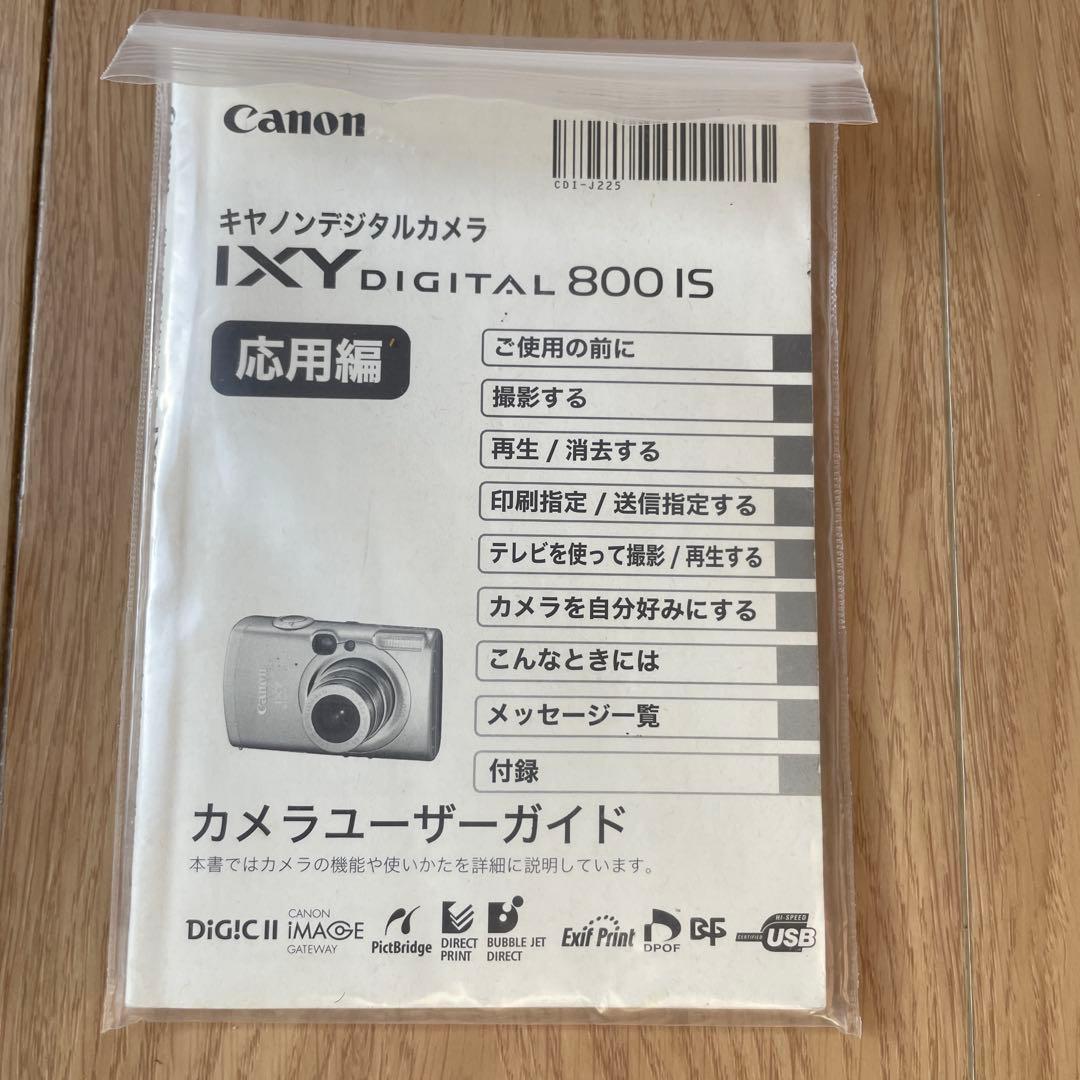 Canon
CDI-J225
キヤノンデジタルカメラ
IXY DIGITAL 800 IS
応用編
ご使用の前に
撮影する
再生 / 消去する
印刷指定 / 送信指定する
テレビを使って撮影 / 再生する
カメラを自分好みにする
こんなときには
メッセージ一覧
付録
Canon
IXY
カメラユーザーガイド
本書ではカメラの機能や使いかたを詳細に説明しています。
DiG!C II
CANON
iMAGE
GATEWAY
PictBridge
DIRECT
PRINT
BUBBLE JET
DIRECT
Exif Print
DPOF
HI-SPEED
CERTIFIED
USB